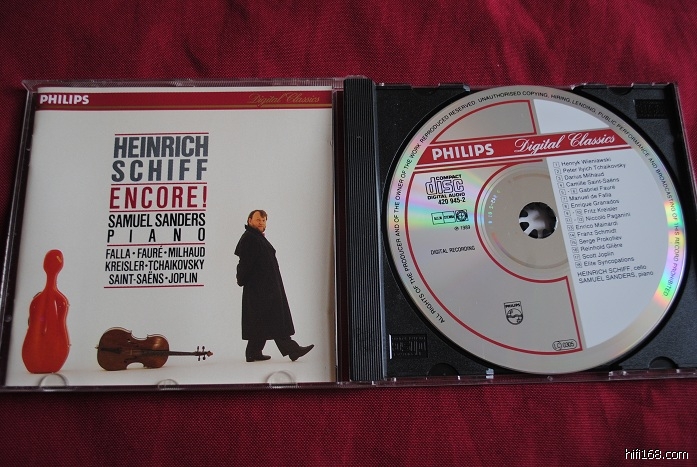 PHILIPS
Digital Classics
HEINRICH
SCHIFF
ENCORE!
SAMUEL SANDERS
PIANO
FALLA·FAURÉ·MILHAUD
KREISLER·TCHAIKOVSKY
SAINT-SAËNS·JOPLIN
ALL RIGHTS OF THE PRODUCER AND OF THE OWNER OF THE WORK REPRODUCED RESERVED. UNAUTHORISED COPYING, HIRING, LENDING, PUBLIC PERFORMANCE AND BROADCASTING OF THIS RECORD PROHIBITED
PHILIPS
Digital Classics
COMPACT
disc
DIGITAL AUDIO
420 945-2
DIGITAL RECORDING
Henryk Wieniawski
Peter Ilyich Tchaikovsky
Darius Milhaud
Camille Saint-Saëns
Gabriel Fauré
Manuel de Falla
Enrique Granados
Fritz Kreisler
Niccolò Paganini
Enrico Mainardi
Franz Schmidt
Serge Prokofiev
Reinhold Glière
Scott Joplin
Elite Syncopations
HEINRICH SCHIFF, cello
SAMUEL SANDERS, piano
PHILIPS
hifi168.com